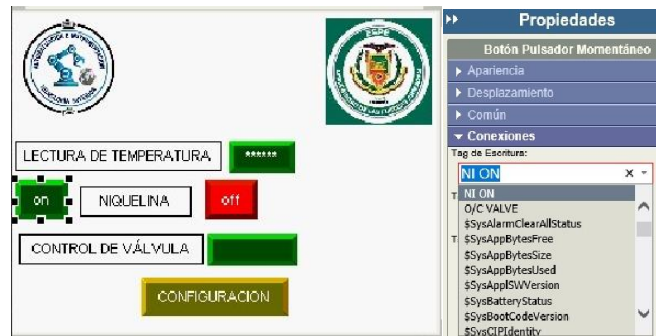 ESPE
LECTURA DE TEMPERATURA
******
on
NIQUELINA
off
CONTROL DE VÁLVULA
CONFIGURACION
Propiedades
Botón Pulsador Momentáneo
Apariencia
Desplazamiento
Común
Conexiones
Tag de Escritura:
NI ON
NI ON
O/C VALVE
$SysAlarmClearAllStatus
$SysAppBytesFree
$SysAppBytesSize
$SysAppBytesUsed
$SysApplSWVersion
$SysBatteryStatus
$SysBootCodeVersion
$SysCIPIdentity